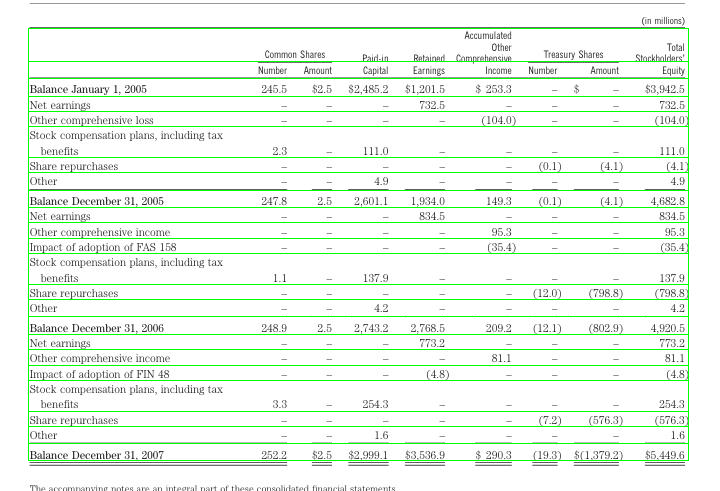 (in millions)
Accumulated
Other
Common Shares Paid-in Retained Comprehensive Treasury Shares Total Stockholders'
Number Amount Capital Earnings Income Number Amount Equity
Balance January 1, 2005 245.5 $2.5 $2,485.2 $1,201.5 $ 253.3 – $ – $3,942.5
Net earnings – – – 732.5 – – – 732.5
Other comprehensive loss – – – – (104.0) – – (104.0)
Stock compensation plans, including tax
benefits 2.3 – 111.0 – – – – 111.0
Share repurchases – – – – – (0.1) (4.1) (4.1)
Other – – 4.9 – – – – 4.9
Balance December 31, 2005 247.8 2.5 2,601.1 1,934.0 149.3 (0.1) (4.1) 4,682.8
Net earnings – – – 834.5 – – – 834.5
Other comprehensive income – – – – 95.3 – – 95.3
Impact of adoption of FAS 158 – – – – (35.4) – – (35.4)
Stock compensation plans, including tax
benefits 1.1 – 137.9 – – – – 137.9
Share repurchases – – – – – (12.0) (798.8) (798.8)
Other – – 4.2 – – – – 4.2
Balance December 31, 2006 248.9 2.5 2,743.2 2,768.5 209.2 (12.1) (802.9) 4,920.5
Net earnings – – – 773.2 – – – 773.2
Other comprehensive income – – – – 81.1 – – 81.1
Impact of adoption of FIN 48 – – – (4.8) – – – (4.8)
Stock compensation plans, including tax
benefits 3.3 – 254.3 – – – – 254.3
Share repurchases – – – – – (7.2) (576.3) (576.3)
Other – – 1.6 – – – – 1.6
Balance December 31, 2007 252.2 $2.5 $2,999.1 $3,536.9 $ 290.3 (19.3) $(1,379.2) $5,449.6
The accompanying notes are an integral part of these consolidated financial statements